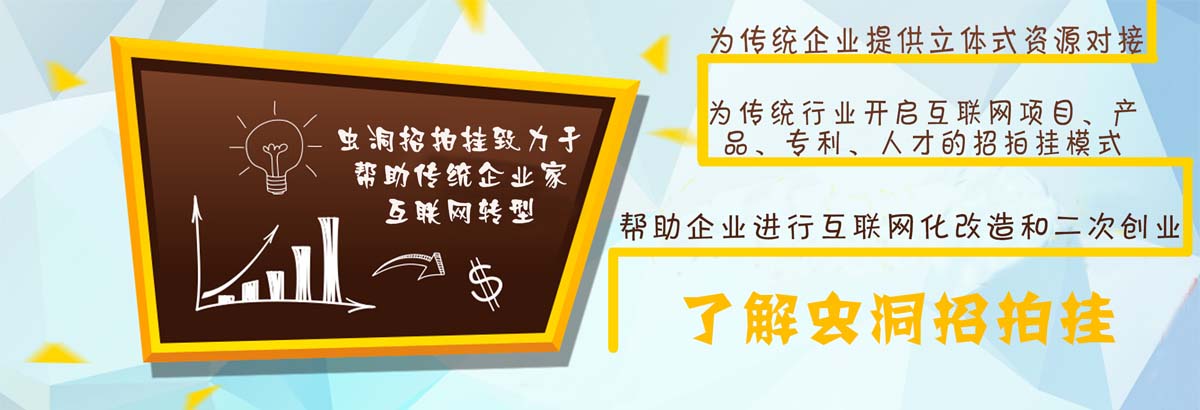 虫洞招拍挂致力于
帮助传统企业家
互联网转型
为传统企业提供立体式资源对接
为传统行业开启互联网项目、产
品、专利、人才的招拍挂模式
帮助企业进行互联网化改造和二次创业
了解虫洞招拍挂